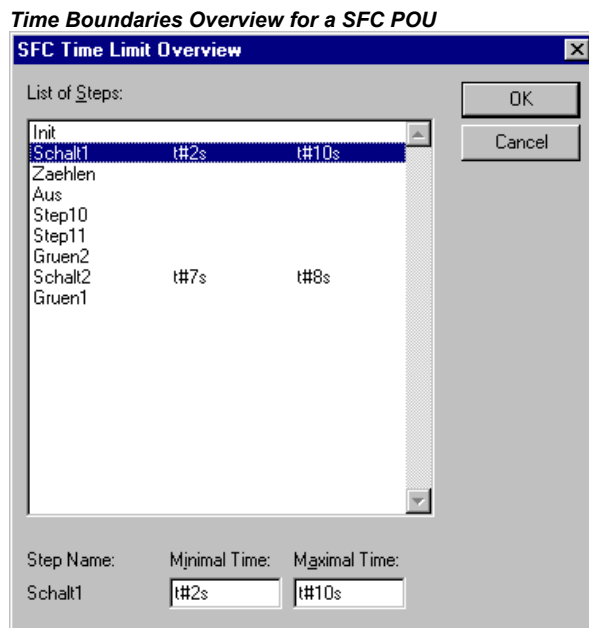 Time Boundaries Overview for a SFC POU
SFC Time Limit Overview
List of Steps:
OK
Cancel
Init
Schalt1 t#2s t#10s
Zaehlen
Aus
Step10
Step11
Gruen2
Schalt2 t#7s t#8s
Gruen1
Step Name: Minimal Time: Maximal Time:
Schalt1 t#2s t#10s